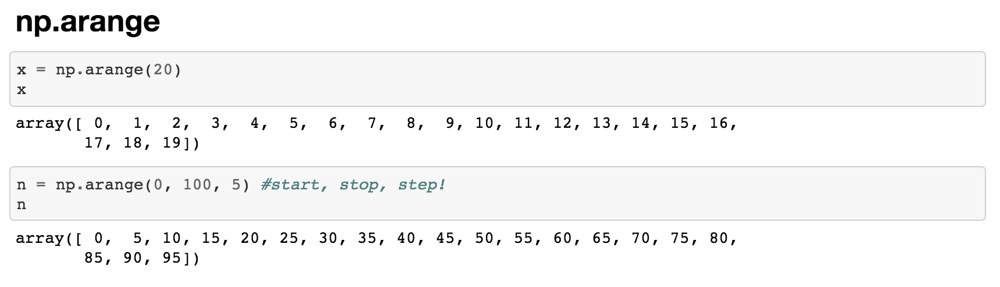 np.arange
x = np.arange(20)
x
array([ 0,  1,  2,  3,  4,  5,  6,  7,  8,  9, 10, 11, 12, 13, 14, 15, 16,
       17, 18, 19])
n = np.arange(0, 100, 5) #start, stop, step!
n
array([ 0,  5, 10, 15, 20, 25, 30, 35, 40, 45, 50, 55, 60, 65, 70, 75, 80,
       85, 90, 95])